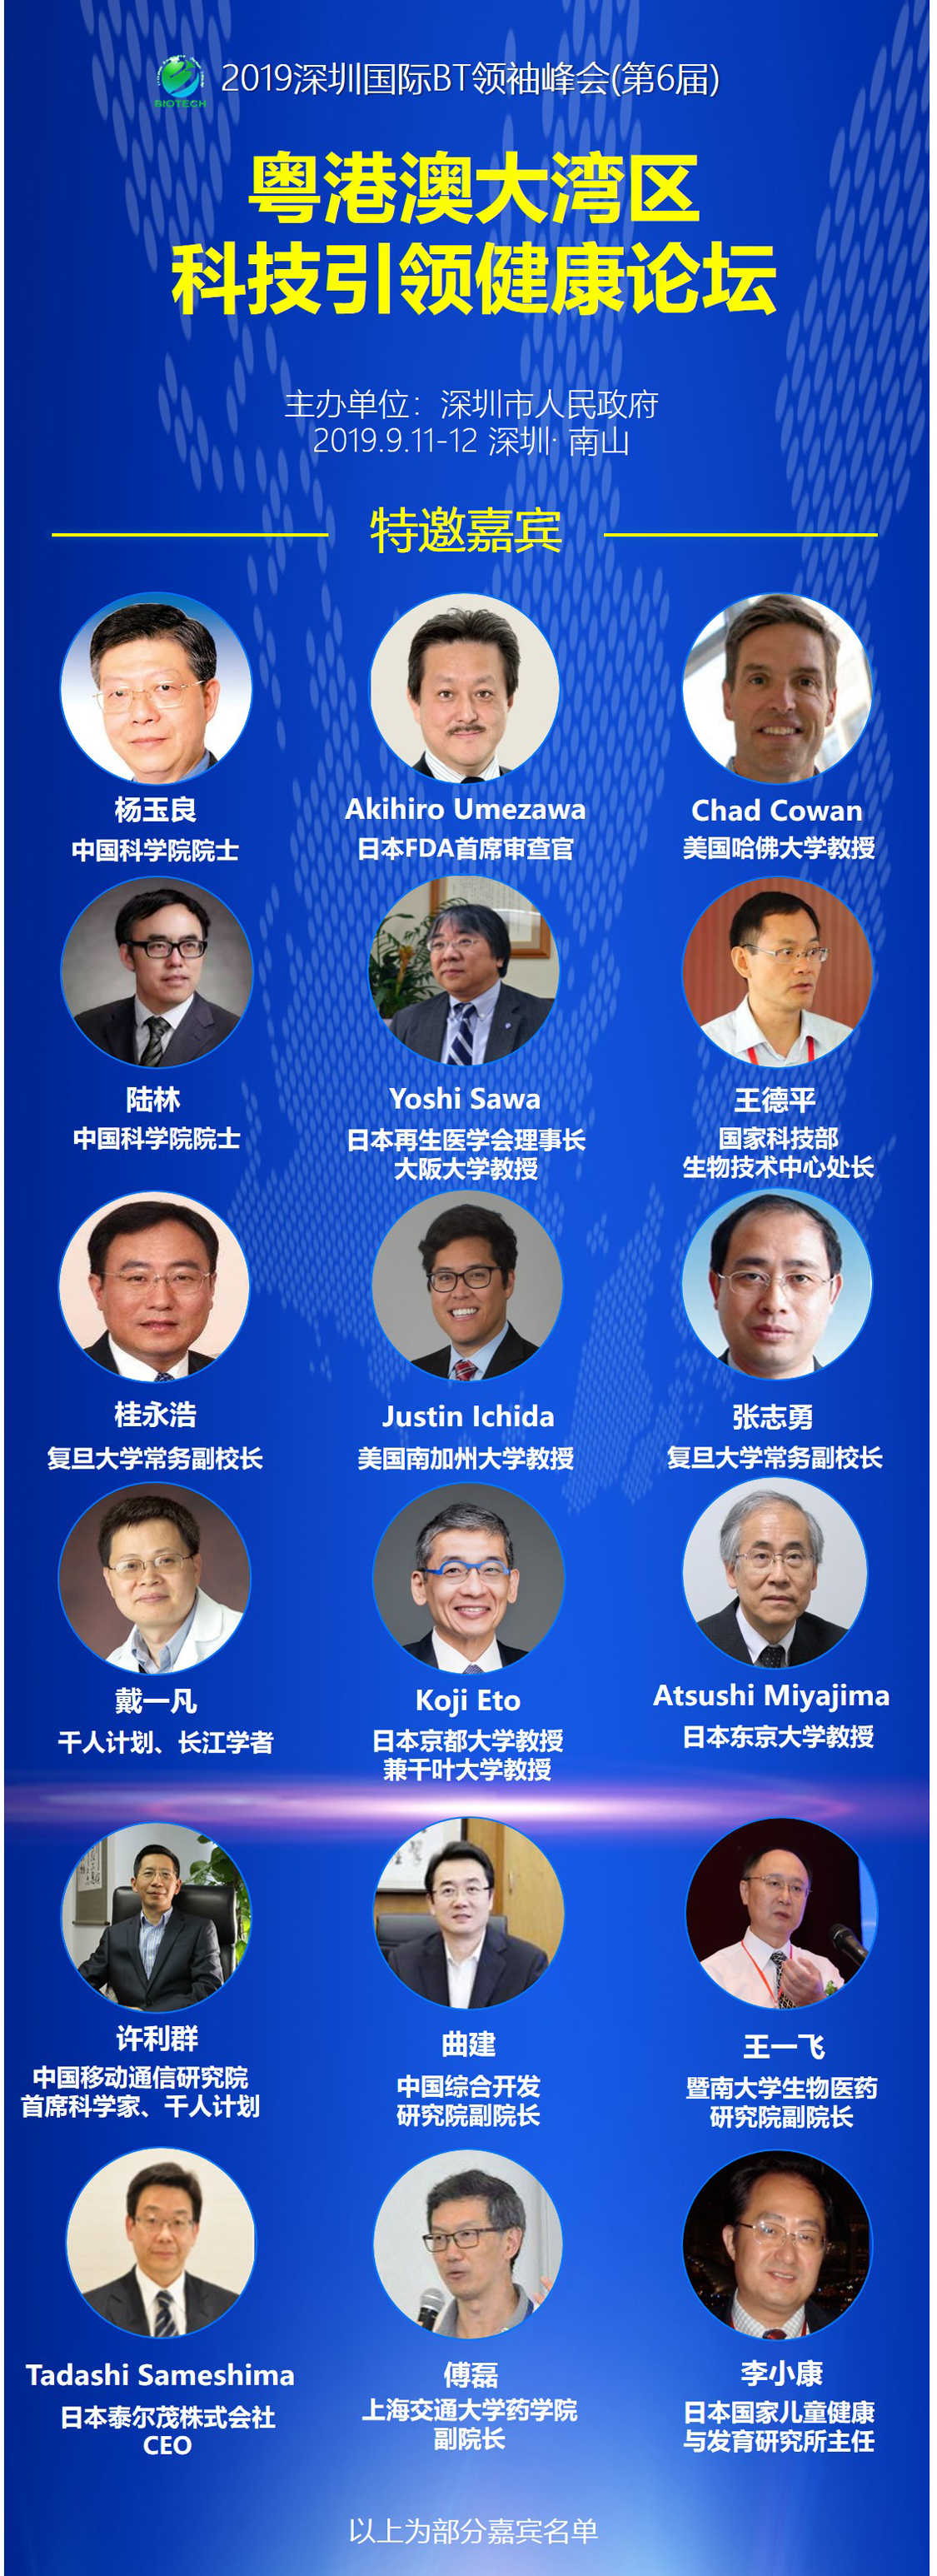 BIOTECH
2019深圳国际BT领袖峰会(第6届)
粤港澳大湾区
科技引领健康论坛
主办单位：深圳市人民政府
2019.9.11-12 深圳· 南山
特邀嘉宾
杨玉良
中国科学院院士
Akihiro Umezawa
日本FDA首席审查官
Chad Cowan
美国哈佛大学教授
陆林
中国科学院院士
Yoshi Sawa
日本再生医学会理事长
大阪大学教授
王德平
国家科技部
生物技术中心处长
桂永浩
复旦大学常务副校长
Justin Ichida
美国南加州大学教授
张志勇
复旦大学常务副校长
戴一凡
千人计划、长江学者
Koji Eto
日本京都大学教授
兼千叶大学教授
Atsushi Miyajima
日本东京大学教授
许利群
中国移动通信研究院
首席科学家、千人计划
曲建
中国综合开发
研究院副院长
王一飞
暨南大学生物医药
研究院副院长
Tadashi Sameshima
日本泰尔茂株式会社
CEO
傅磊
上海交通大学药学院
副院长
李小康
日本国家儿童健康
与发育研究所主任
以上为部分嘉宾名单